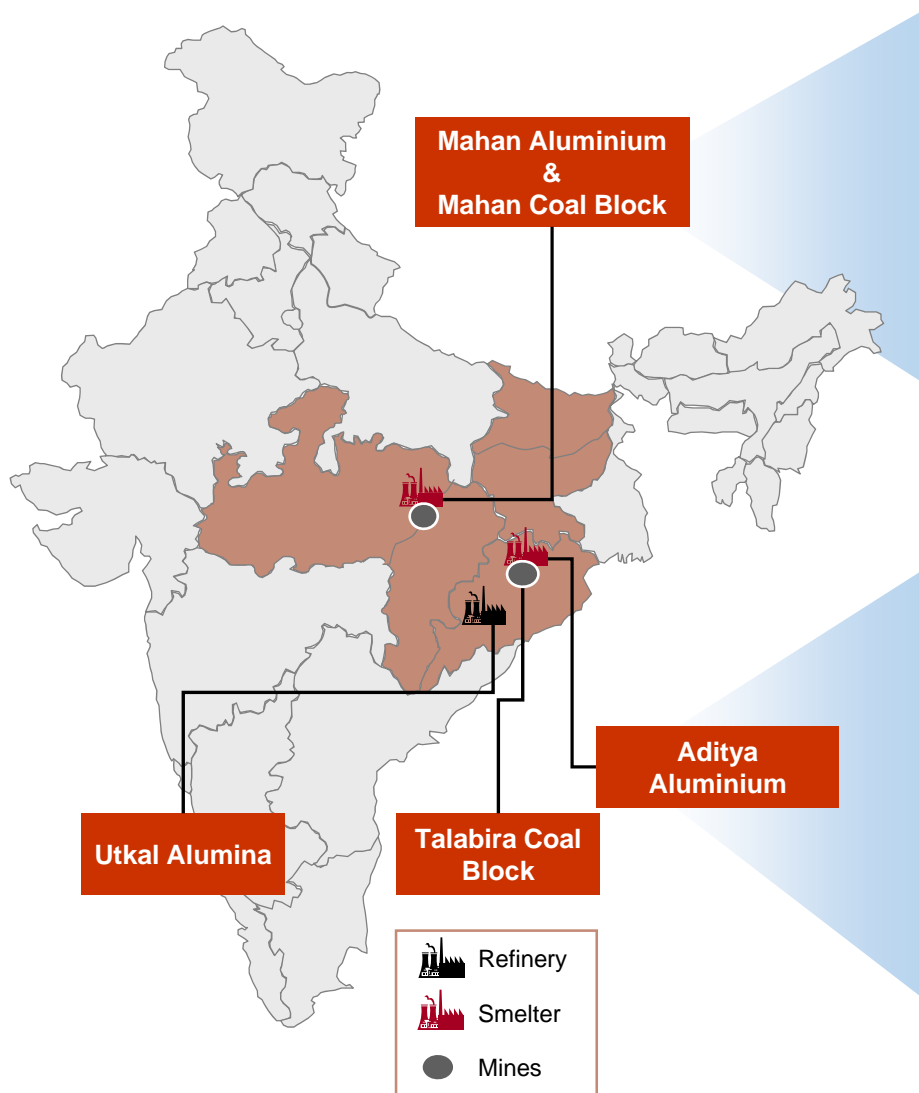 Mahan Aluminium
&
Mahan Coal Block
Aditya
Aluminium
Utkal Alumina
Talabira Coal
Block
Refinery
Smelter
Mines